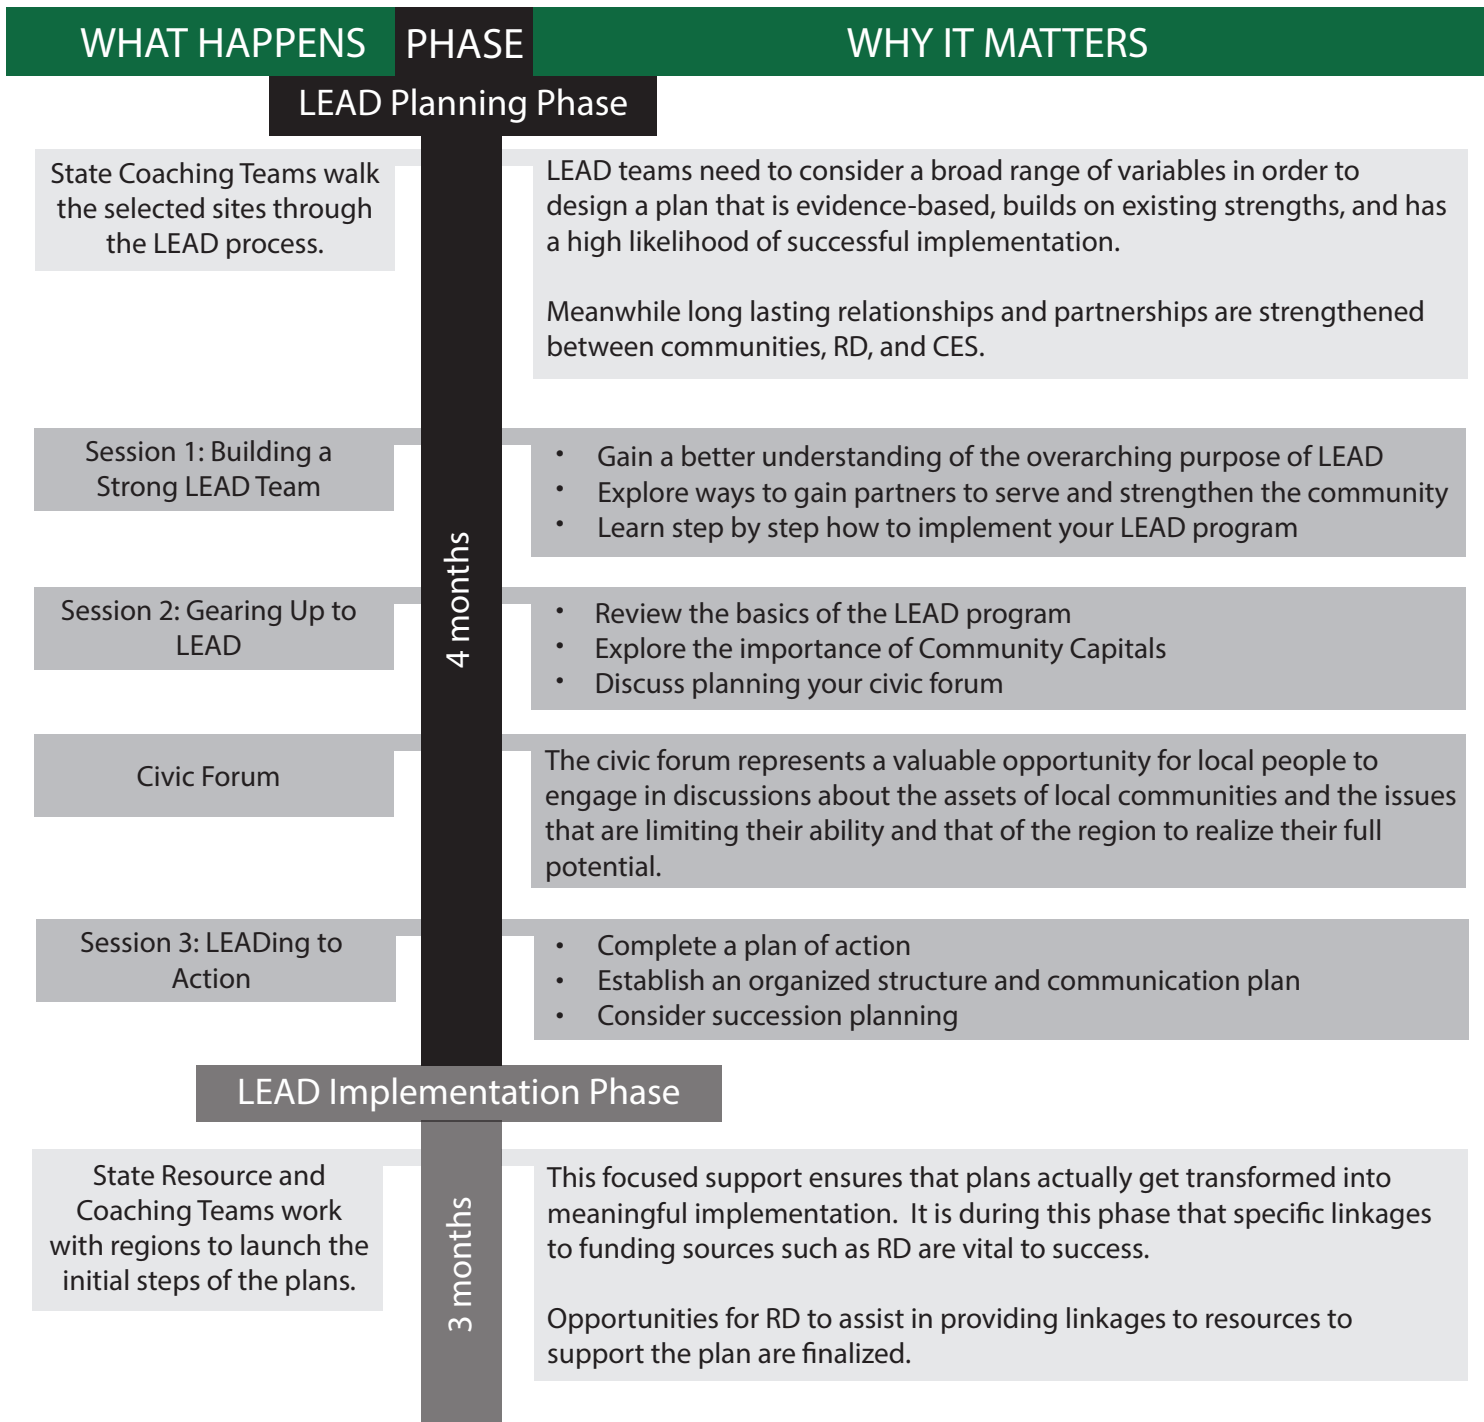 WHAT HAPPENS PHASE WHY IT MATTERS
LEAD Planning Phase
State Coaching Teams walk
the selected sites through
the LEAD process.
LEAD teams need to consider a broad range of variables in order to
design a plan that is evidence-based, builds on existing strengths, and has
a high likelihood of successful implementation.
Meanwhile long lasting relationships and partnerships are strengthened
between communities, RD, and CES.
4 months
Session 1: Building a
Strong LEAD Team
• Gain a better understanding of the overarching purpose of LEAD
• Explore ways to gain partners to serve and strengthen the community
• Learn step by step how to implement your LEAD program
Session 2: Gearing Up to
LEAD
• Review the basics of the LEAD program
• Explore the importance of Community Capitals
• Discuss planning your civic forum
Civic Forum
The civic forum represents a valuable opportunity for local people to
engage in discussions about the assets of local communities and the issues
that are limiting their ability and that of the region to realize their full
potential.
Session 3: LEADing to
Action
• Complete a plan of action
• Establish an organized structure and communication plan
• Consider succession planning
LEAD Implementation Phase
State Resource and
Coaching Teams work
with regions to launch the
initial steps of the plans.
3 months
This focused support ensures that plans actually get transformed into
meaningful implementation.  It is during this phase that specific linkages
to funding sources such as RD are vital to success.
Opportunities for RD to assist in providing linkages to resources to
support the plan are finalized.